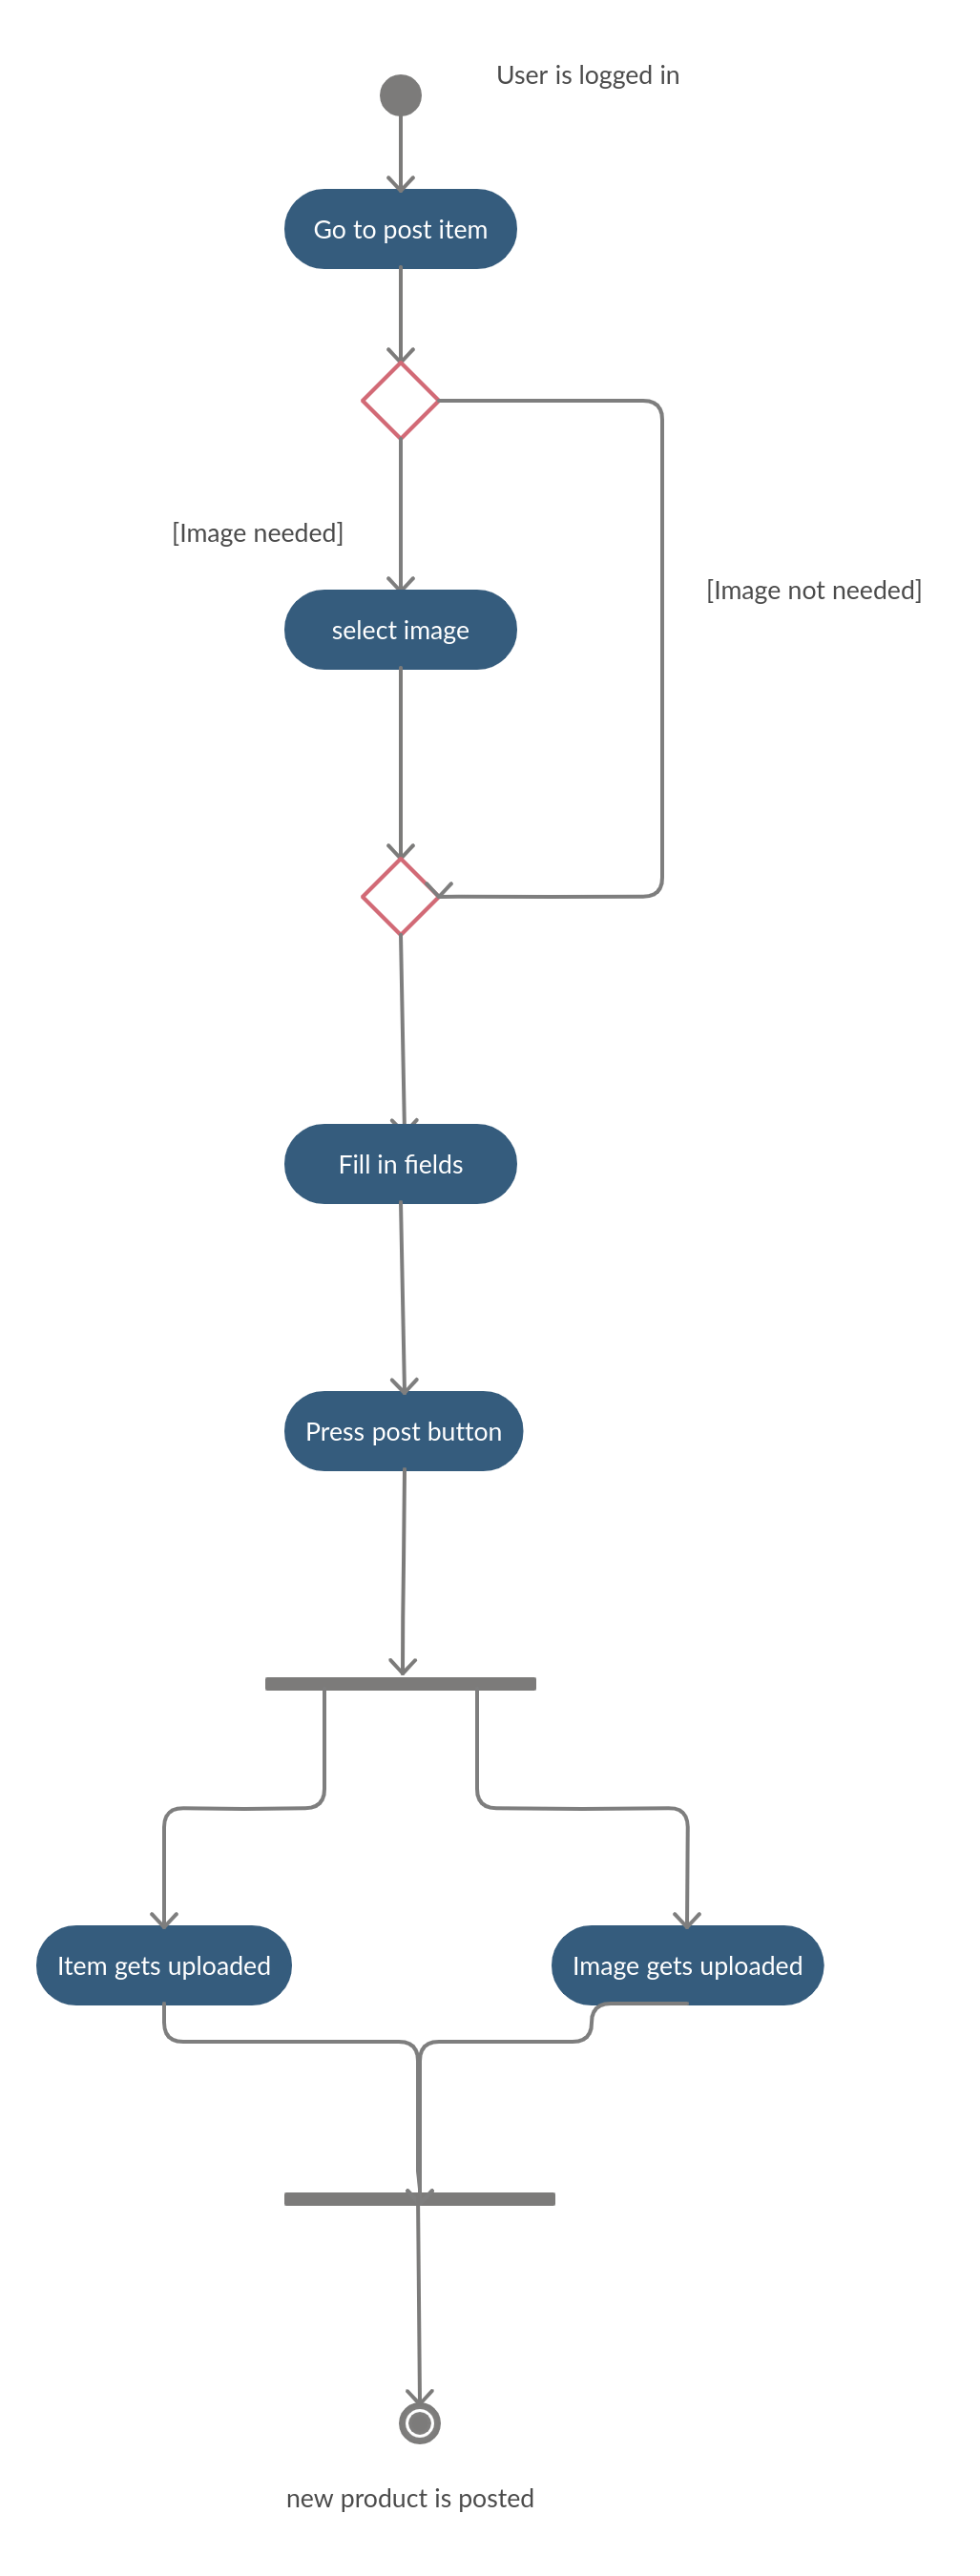 User is logged in
Go to post item
[Image needed]
[Image not needed]
select image
Fill in fields
Press post button
Item gets uploaded
Image gets uploaded
new product is posted